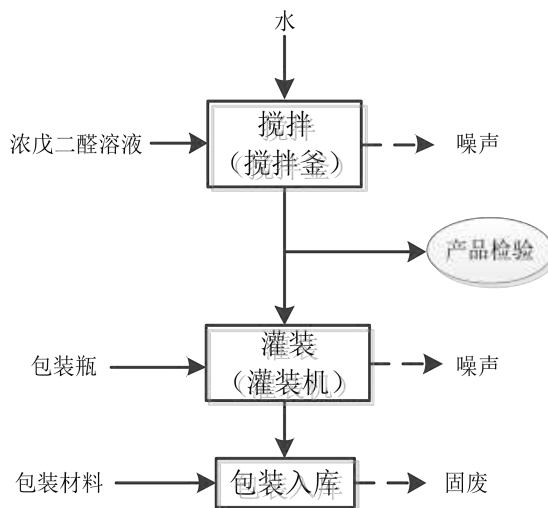 水
浓戊二醛溶液
搅拌
（搅拌釜）
噪声
产品检验
包装瓶
灌装
（灌装机）
噪声
包装材料
包装入库
固废